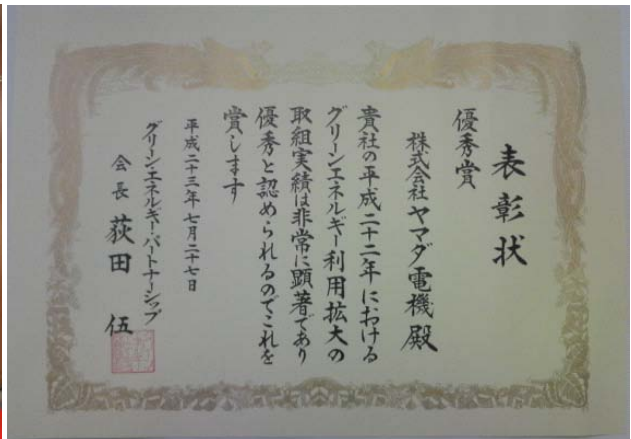 表彰状
優秀賞
株式会社ヤマダ電機殿
貴社の平成二十二年における
グリーンエネルギー利用拡大の
取組実績は非常に顕著であり
優秀と認められるのでこれを
賞します
平成二十三年七月二十七日
グリーンエネルギーパートナーシップ
会長 荻田 伍